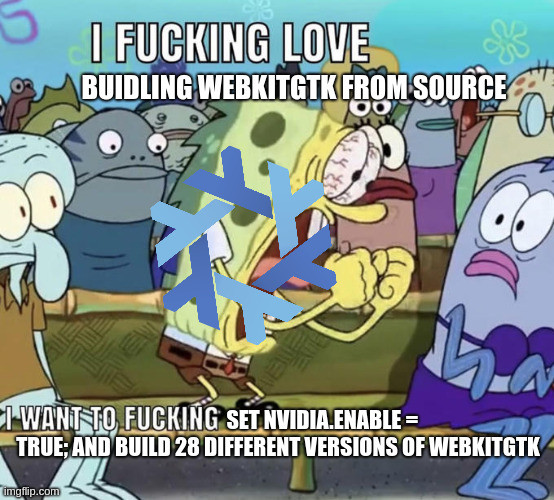 I FUCKING LOVE
BUIDLING WEBKITGTK FROM SOURCE
I WANT TO FUCKING SET NVIDIA.ENABLE =
TRUE; AND BUILD 28 DIFFERENT VERSIONS OF WEBKITGTK
imgflip.com